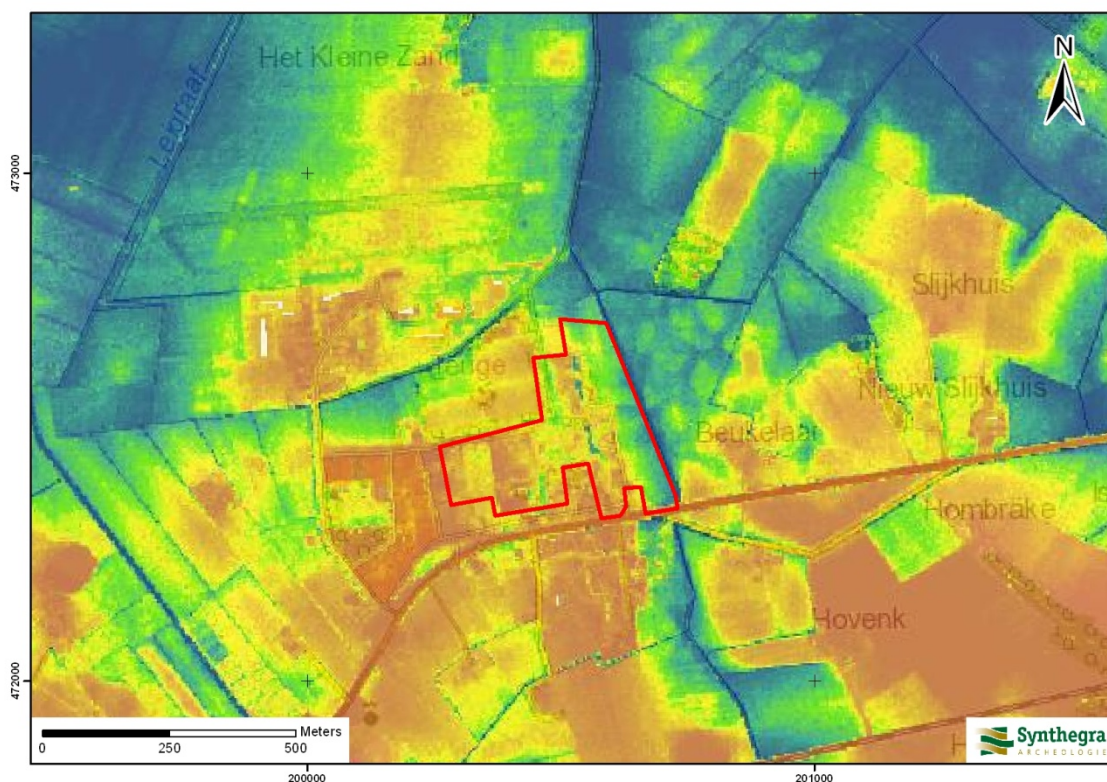 Het Kleine Zand
N
Leigraaf
473000
Slijkhuis
Teuge
Nieuw Slijkhuis
Beukelaar
Hombrake
Hovenk
472000
Meters
0 250 500
Synthegra
ARCHEOLOGIE
200000 201000